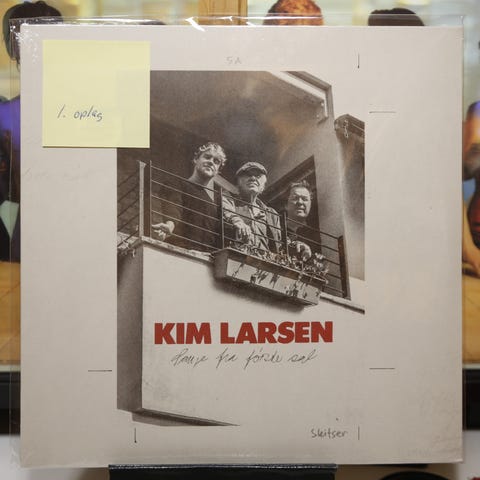 5A
1. oplag
KIM LARSEN
Sange fra første sal
Skitser